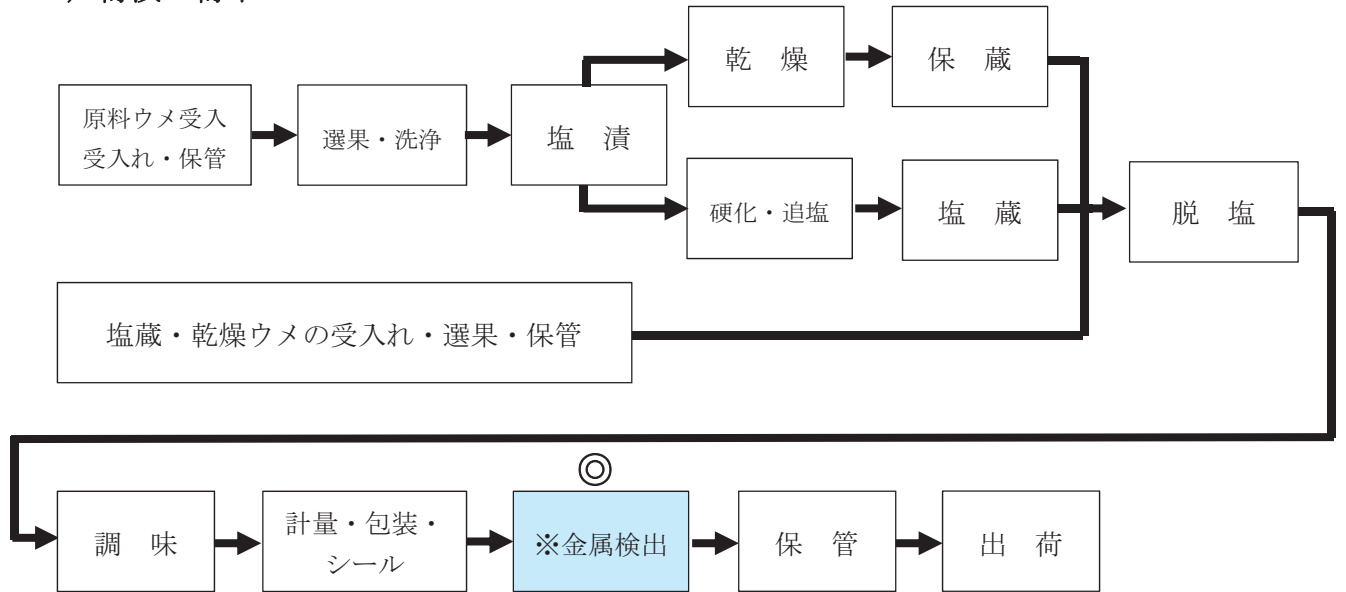 乾 燥
保 蔵
原料ウメ受入
受入れ・保管
選果・洗浄
塩 漬
硬化・追塩
塩 蔵
脱 塩
塩蔵・乾燥ウメの受入れ・選果・保管
◎
調 味
計量・包装・
シール
※金属検出
保 管
出 荷